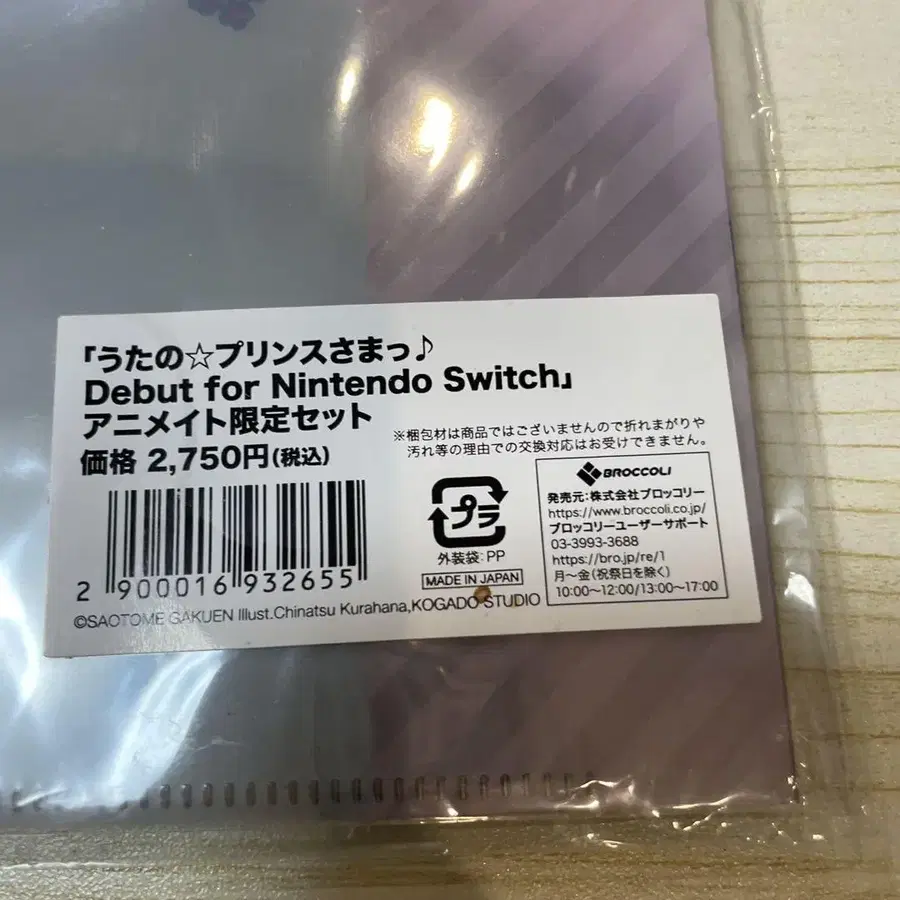 「うたの☆プリンスさまっ♪
Debut for Nintendo Switch」
アニメイト限定セット
価格 2,750円(税込)
※梱包材は商品ではございませんので折れまがりや
汚れ等の理由での交換対応はお受けできません。
2 900016 932655
プラ
外装袋:PP
MADE IN JAPAN
BROCCOLI
発売元:株式会社ブロッコリー
https://www.broccoli.co.jp/
ブロッコリーユーザーサポート
03-3993-3688
https://bro.jp/re/1
月〜金(祝祭日を除く)
10:00〜12:00/13:00〜17:00
©SAOTOME GAKUEN Illust.Chinatsu Kurahana,KOGADO STUDIO